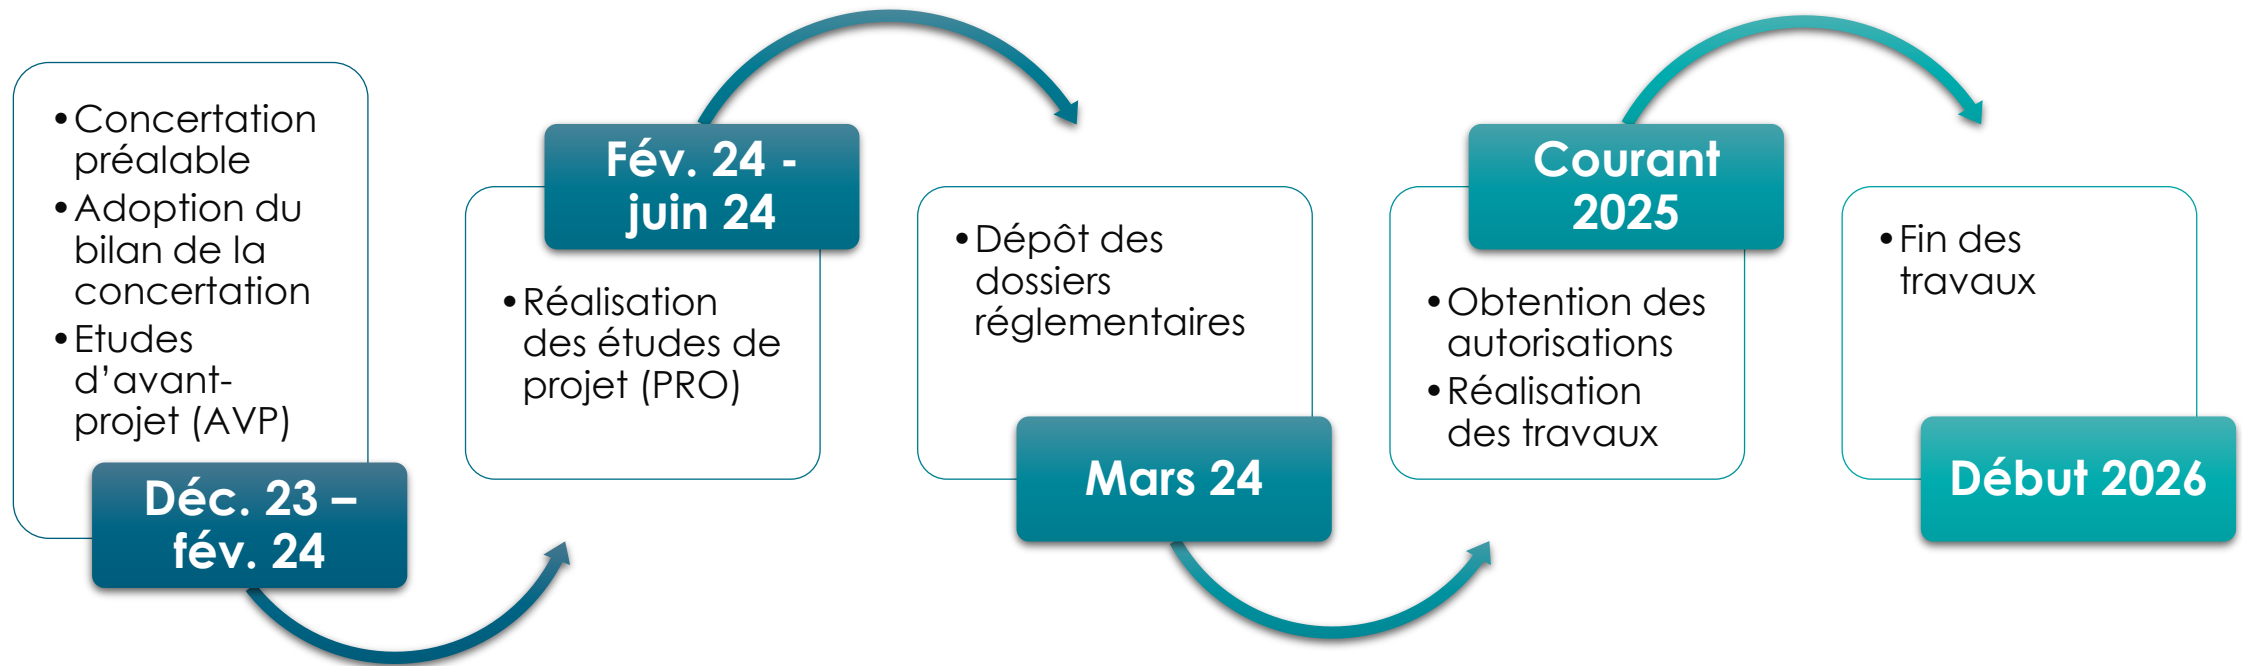 •Concertation
préalable
•Adoption du
bilan de la
concertation
•Etudes
d’avant-
projet (AVP)
Déc. 23 –
fév. 24
Fév. 24 -
juin 24
•Réalisation
des études de
projet (PRO)
•Dépôt des
dossiers
réglementaires
Mars 24
Courant
2025
•Obtention des
autorisations
•Réalisation
des travaux
•Fin des
travaux
Début 2026